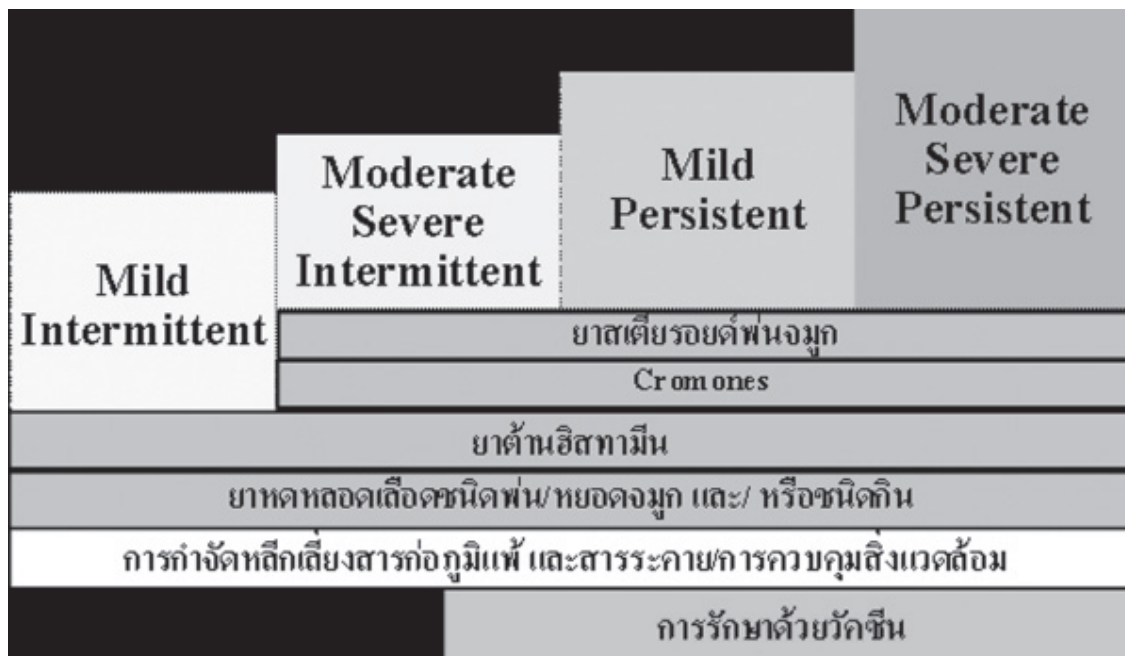 Mild
Intermittent
Moderate
Severe
Intermittent
Mild
Persistent
Moderate
Severe
Persistent
ยาสเตียรอยด์พ่นจมูก
Cromones
ยาต้านฮิสทามีน
ยาหดหลอดเลือดชนิดพ่น/หยอดจมูก และ/ หรือชนิดกิน
การกำจัดหลีกเลี่ยงสารก่อภูมิแพ้ และสารระคาย/การควบคุมสิ่งแวดล้อม
การรักษาด้วยวัคซีน